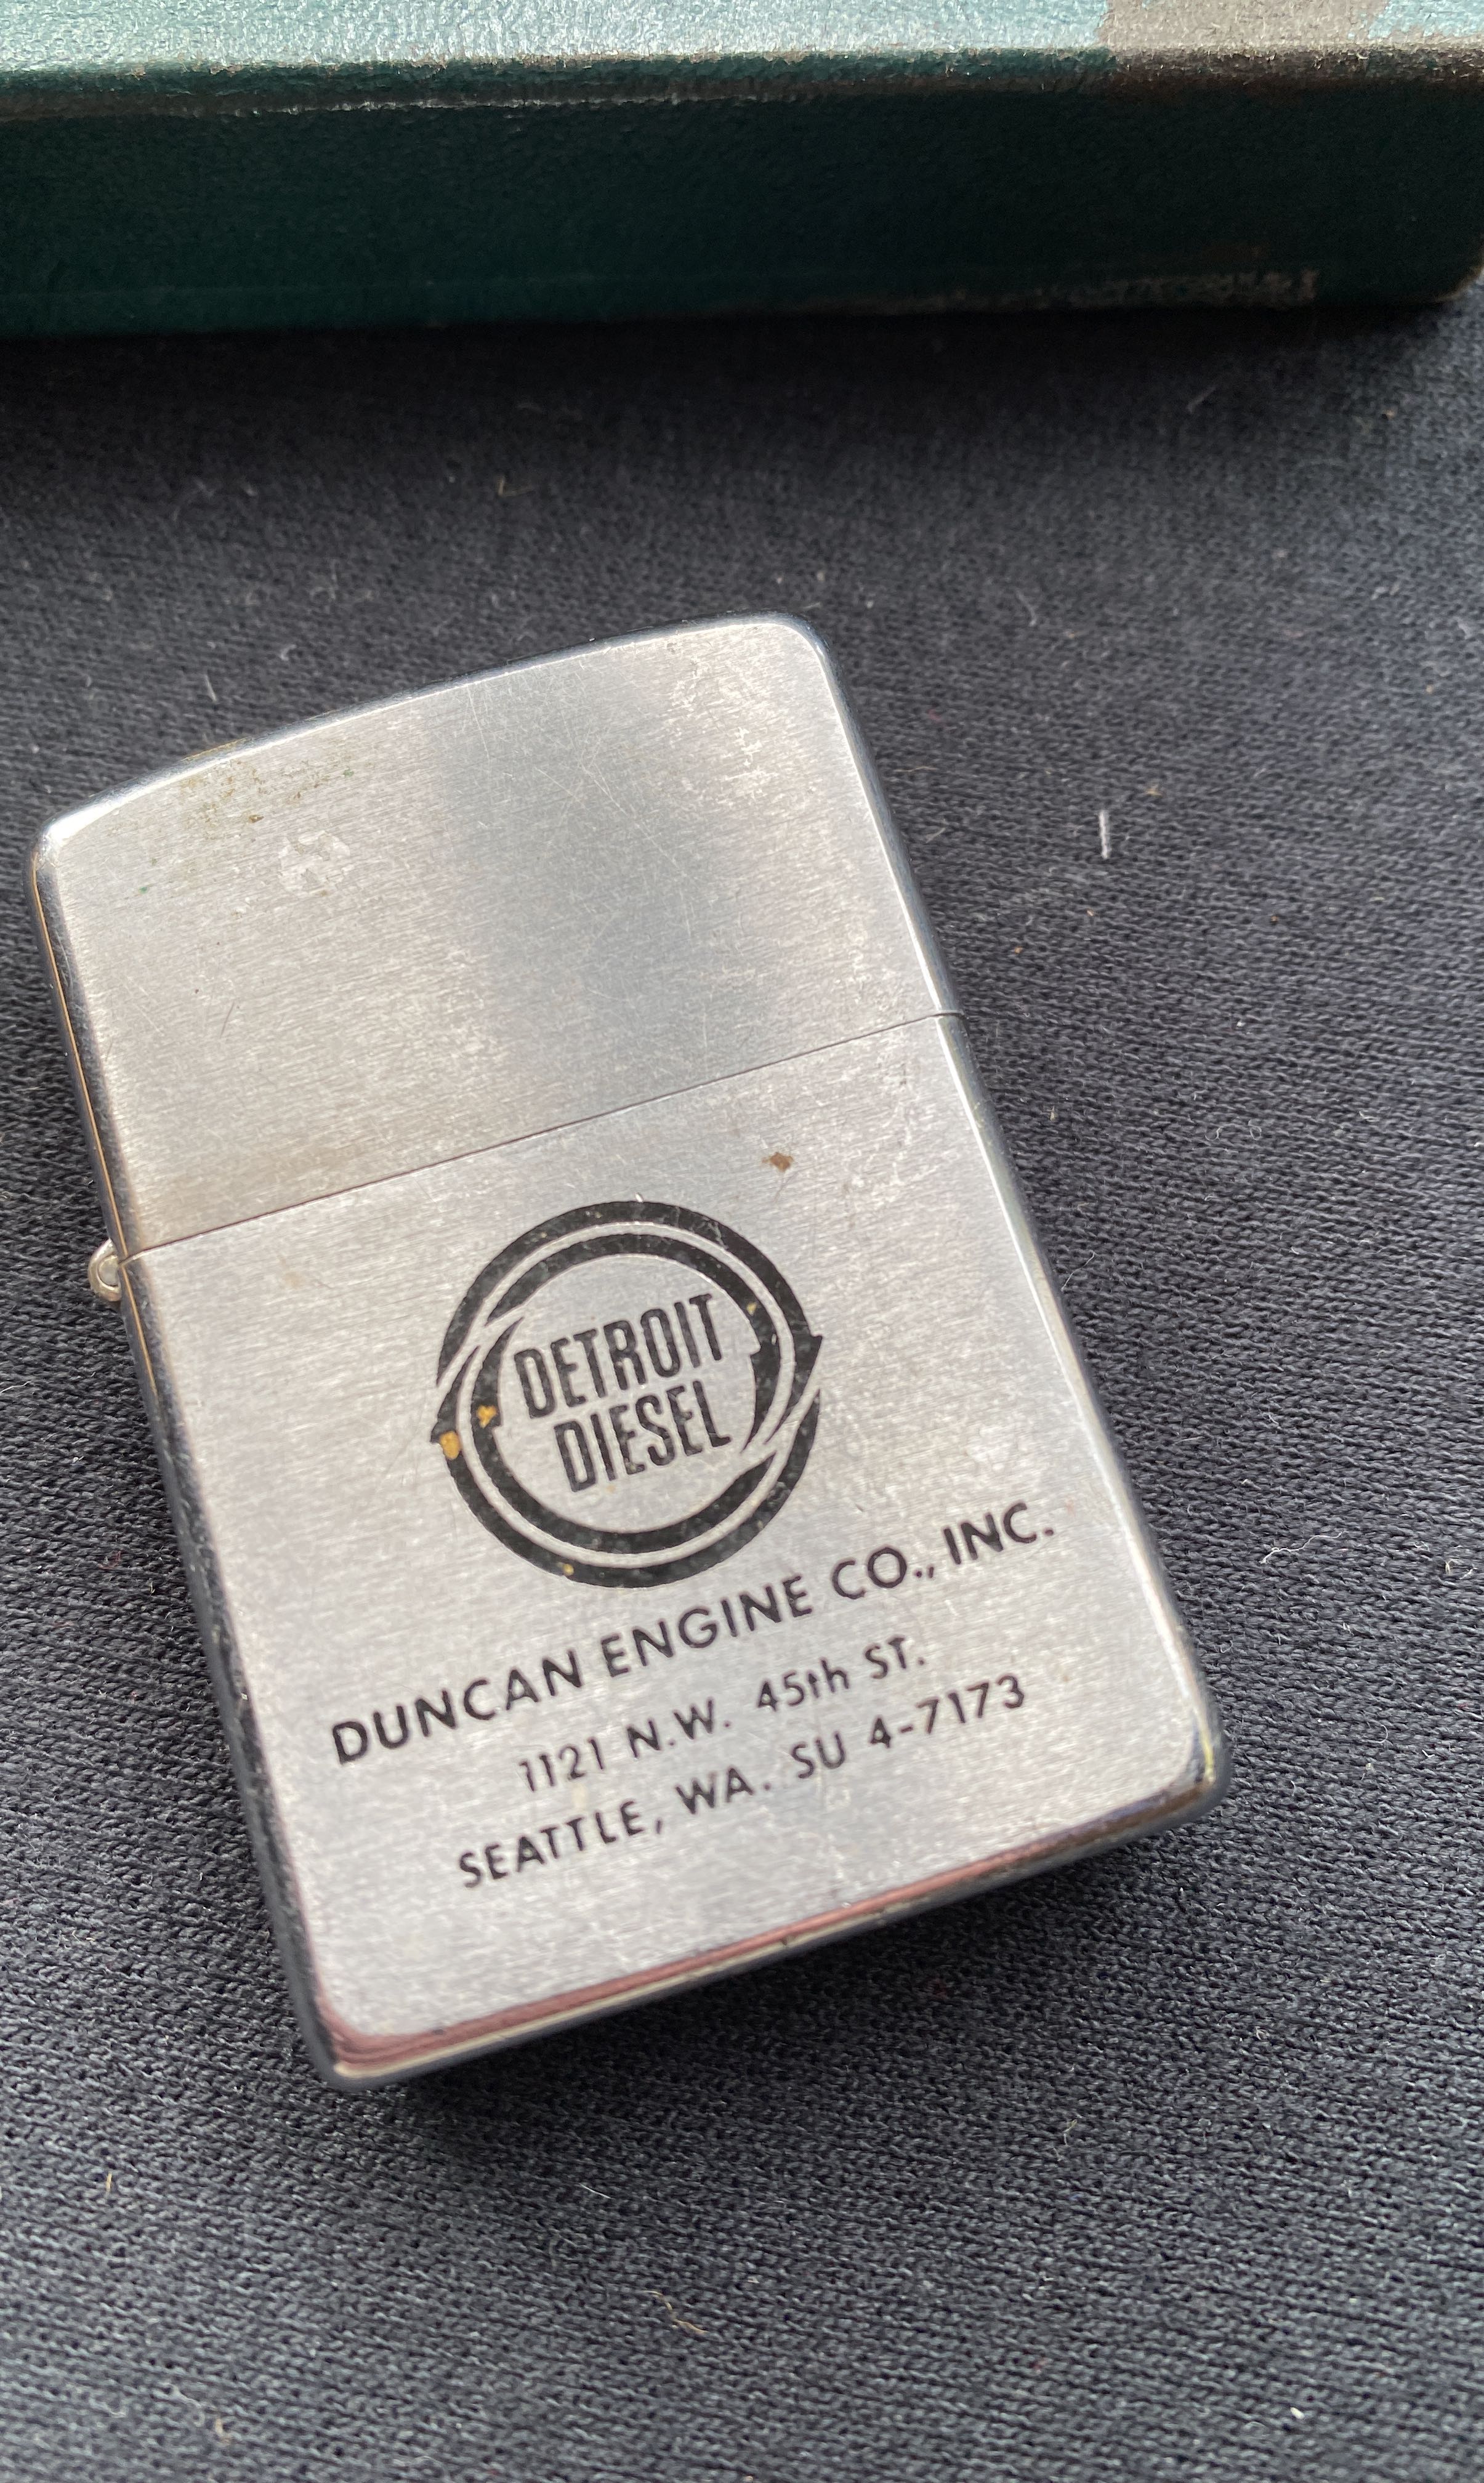 DETROIT
DIESEL
DUNCAN ENGINE CO., INC.
1121 N.W. 45th ST.
SEATTLE, WA. SU 4-7173